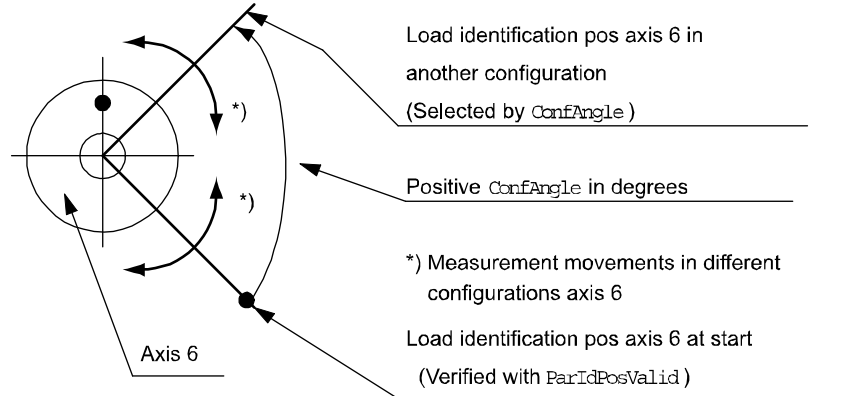 Load identification pos axis 6 in
another configuration
(Selected by ConfAngle)
*)
Positive ConfAngle in degrees
*)
*) Measurement movements in different
configurations axis 6
Load identification pos axis 6 at start
Axis 6
(Verified with ParIdPosValid)